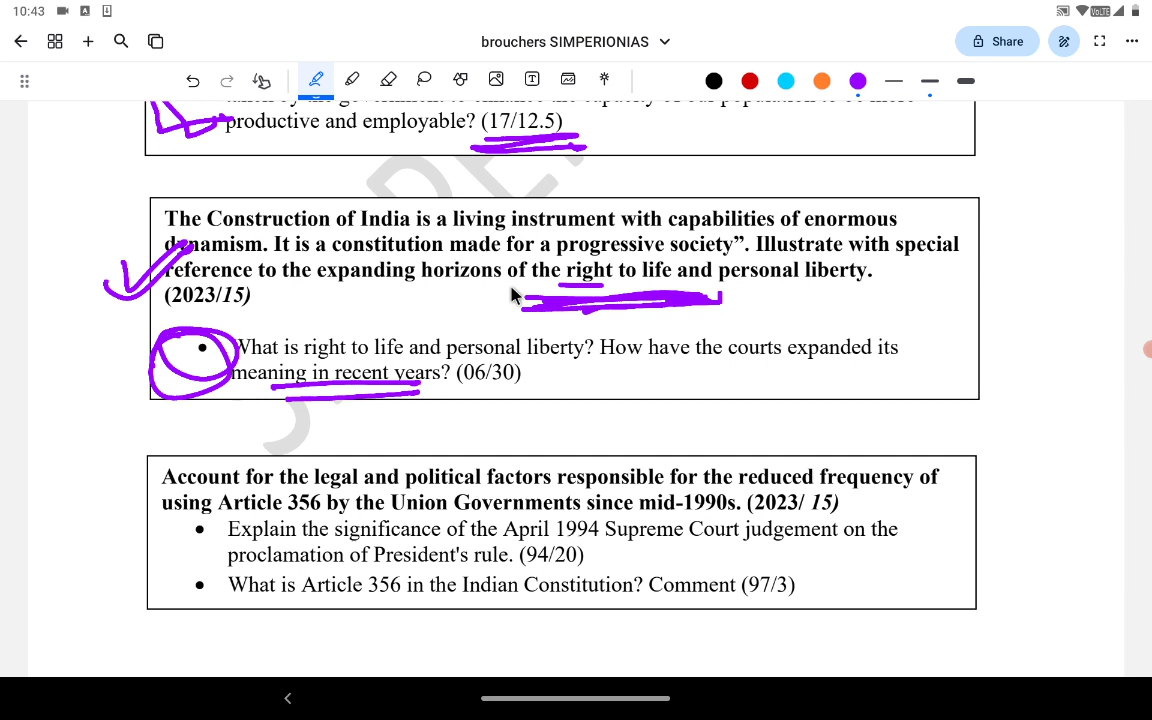 10:43
VoLTE
brouchers SIMPERIONIAS
Share
productive and employable? (17/12.5)
The Construction of India is a living instrument with capabilities of enormous
dynamism. It is a constitution made for a progressive society”. Illustrate with special
reference to the expanding horizons of the right to life and personal liberty.
(2023/15)
• What is right to life and personal liberty? How have the courts expanded its
meaning in recent years? (06/30)
Account for the legal and political factors responsible for the reduced frequency of
using Article 356 by the Union Governments since mid-1990s. (2023/ 15)
• Explain the significance of the April 1994 Supreme Court judgement on the
proclamation of President's rule. (94/20)
• What is Article 356 in the Indian Constitution? Comment (97/3)